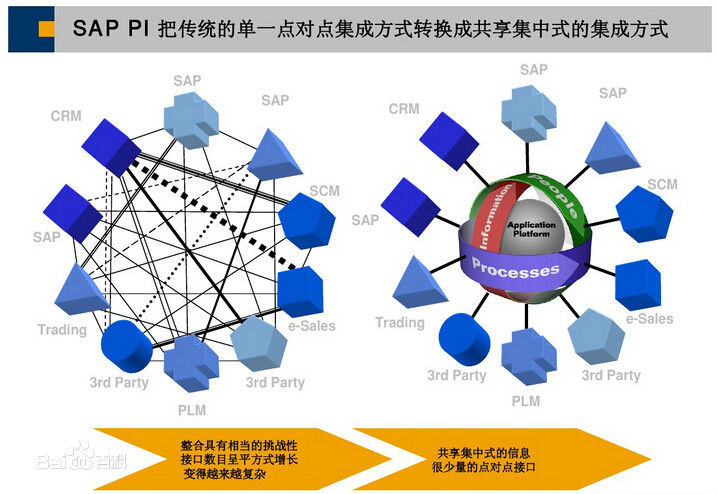 SAP PI 把传统的单一点对点集成方式转换成共享集中式的集成方式
SAP
SAP
CRM
SCM
SAP
Trading
e-Sales
3rd Party
3rd Party
PLM
SAP
SAP
CRM
SCM
SAP
People
Information
Application
Platform
Processes
Trading
e-Sales
3rd Party
3rd Party
PLM
整合具有相当的挑战性
接口数目呈平方式增长
变得越来越复杂
共享集中式的信息
很少量的点对点接口
Bai百科